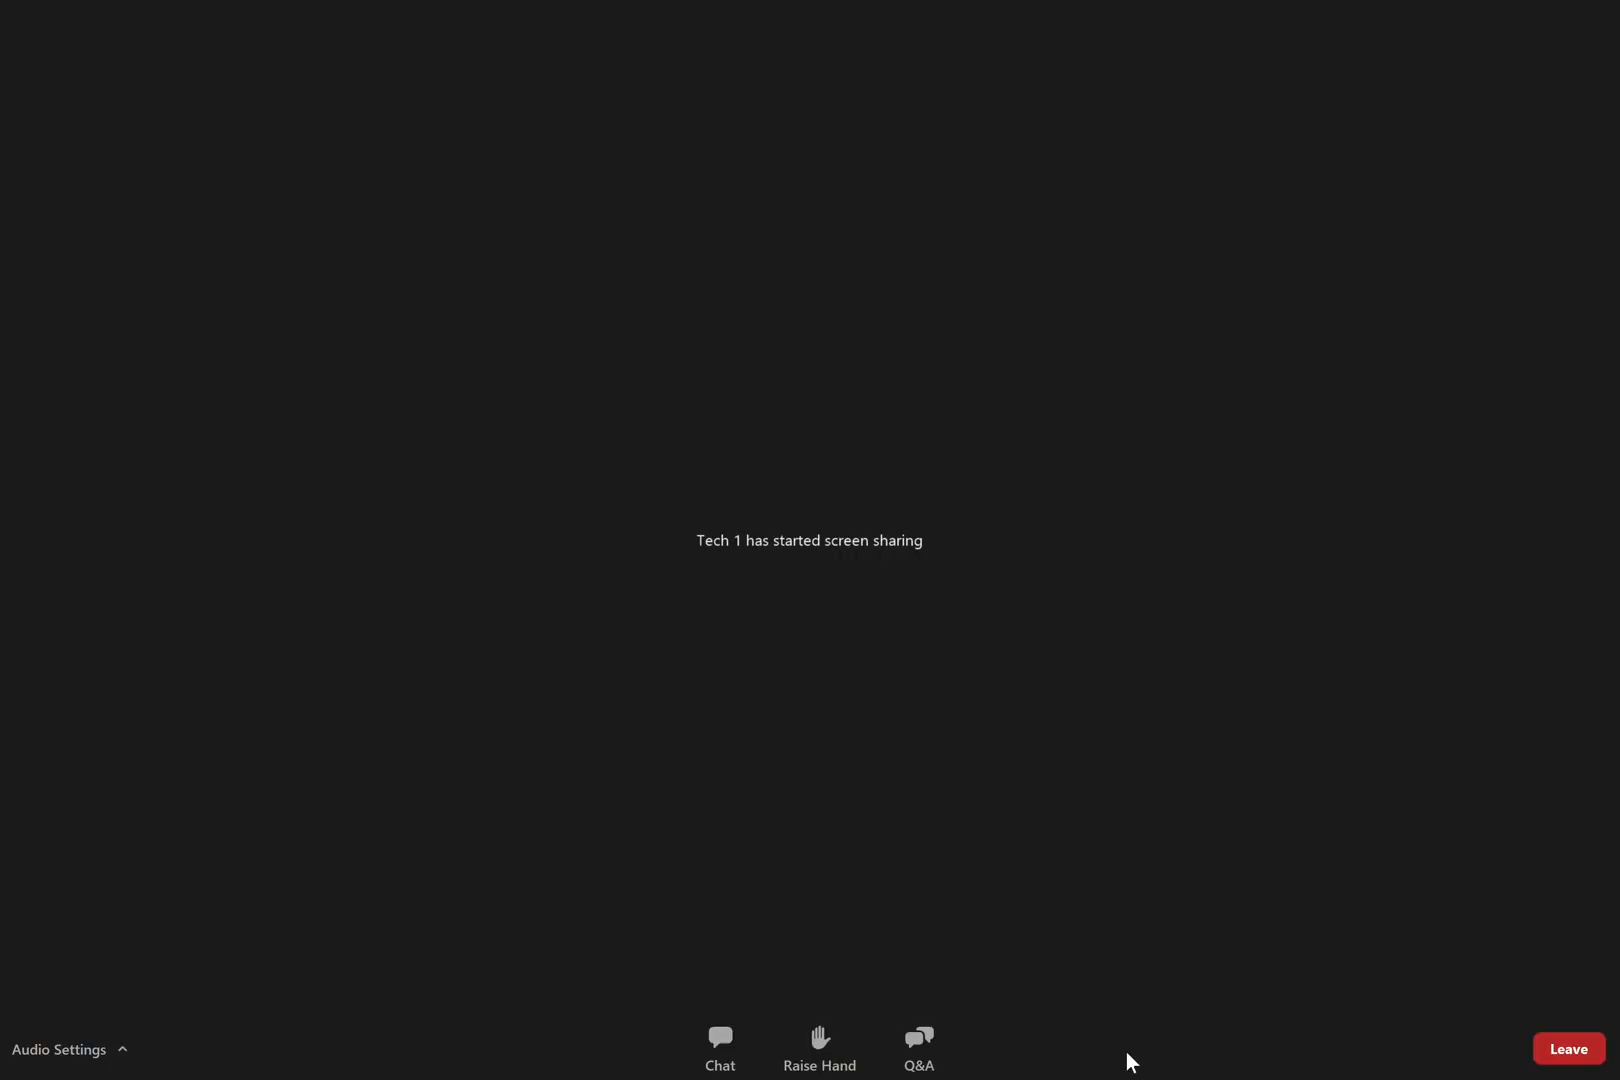 Tech 1 has started screen sharing
Audio Settings
Chat
Raise Hand
Q&A
Leave